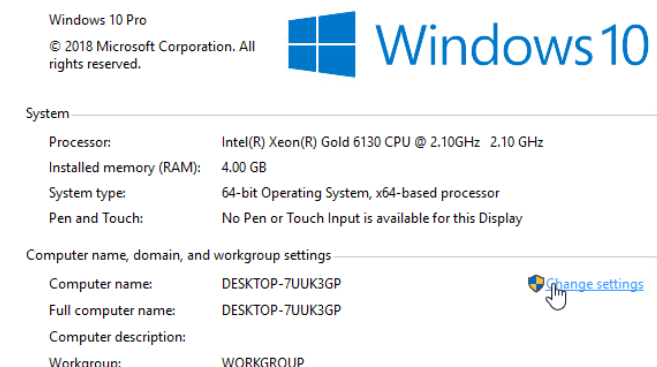 Windows 10 Pro
© 2018 Microsoft Corporation. All
rights reserved.
Windows 10
System
Processor: Intel(R) Xeon(R) Gold 6130 CPU @ 2.10GHz 2.10 GHz
Installed memory (RAM): 4.00 GB
System type: 64-bit Operating System, x64-based processor
Pen and Touch: No Pen or Touch Input is available for this Display
Computer name, domain, and workgroup settings
Computer name: DESKTOP-7UUK3GP Change settings
Full computer name: DESKTOP-7UUK3GP
Computer description:
Workgroup: WORKGROUP